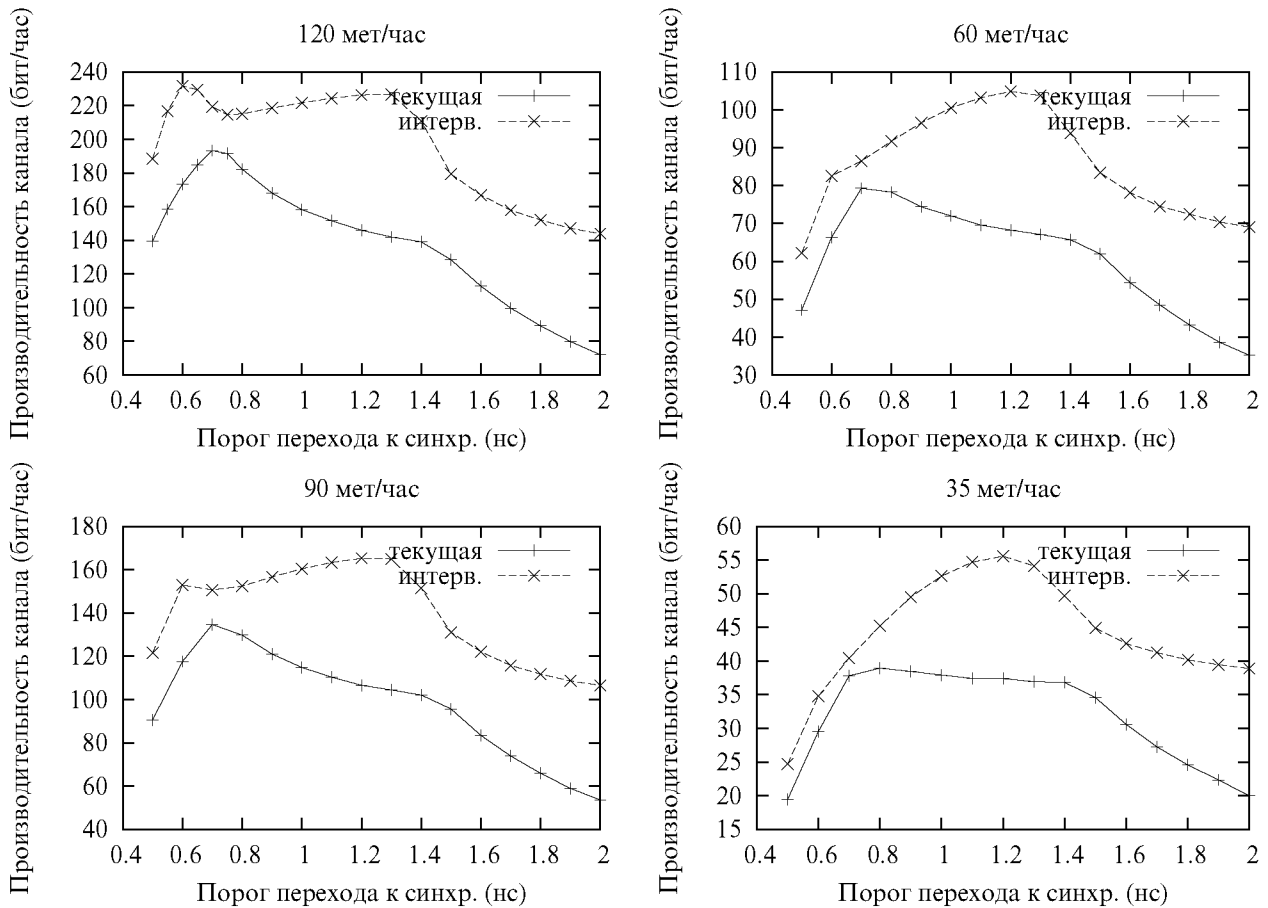 120 мет/час
Производительность канала (бит/час)
240
220
200
180
160
140
120
100
80
60
текущая
интерв.
0.4 0.6 0.8 1 1.2 1.4 1.6 1.8 2
Порог перехода к синхр. (нс)
60 мет/час
Производительность канала (бит/час)
110
100
90
80
70
60
50
40
30
текущая
интерв.
0.4 0.6 0.8 1 1.2 1.4 1.6 1.8 2
Порог перехода к синхр. (нс)
90 мет/час
Производительность канала (бит/час)
180
160
140
120
100
80
60
40
текущая
интерв.
0.4 0.6 0.8 1 1.2 1.4 1.6 1.8 2
Порог перехода к синхр. (нс)
35 мет/час
Производительность канала (бит/час)
60
55
50
45
40
35
30
25
20
15
текущая
интерв.
0.4 0.6 0.8 1 1.2 1.4 1.6 1.8 2
Порог перехода к синхр. (нс)